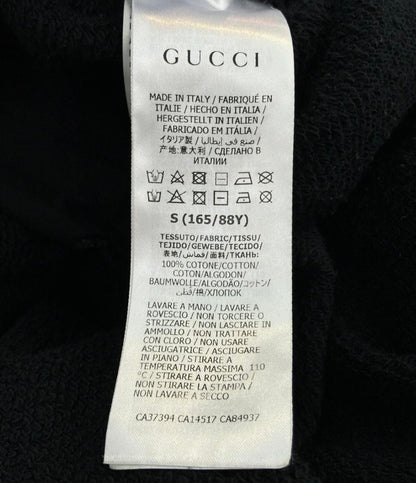 GUCCI
MADE IN ITALY / FABRIQUÉ EN
ITALIE / HECHO EN ITALIA /
HERGESTELLT IN ITALIEN /
FABRICADO EM ITÁLIA /
イタリア製 / صنع في إيطاليا /
产地:意大利 / СДЕЛАНО В
ИТАЛИИ
S (165/88Y)
TESSUTO/FABRIC/TISSU/
TEJIDO/GEWEBE/TECIDO/
表地/قماش/面料/ТКАНЬ:
100% COTONE/COTTON/
COTON/ALGODON/
BAUMWOLLE/ALGODÃO/コットン/
قطن/棉/ХЛОПОК
LAVARE A MANO / LAVARE A
ROVESCIO / NON TORCERE O
STRIZZARE / NON LASCIARE IN
AMMOLLO / NON TRATTARE
CON CLORO / NON USARE
ASCIUGATRICE / ASCIUGARE
IN PIANO / STIRARE A
TEMPERATURA MASSIMA 110
°C / STIRARE A ROVESCIO /
NON STIRARE LA STAMPA /
NON LAVARE A SECCO
CA37394 CA14517 CA84937